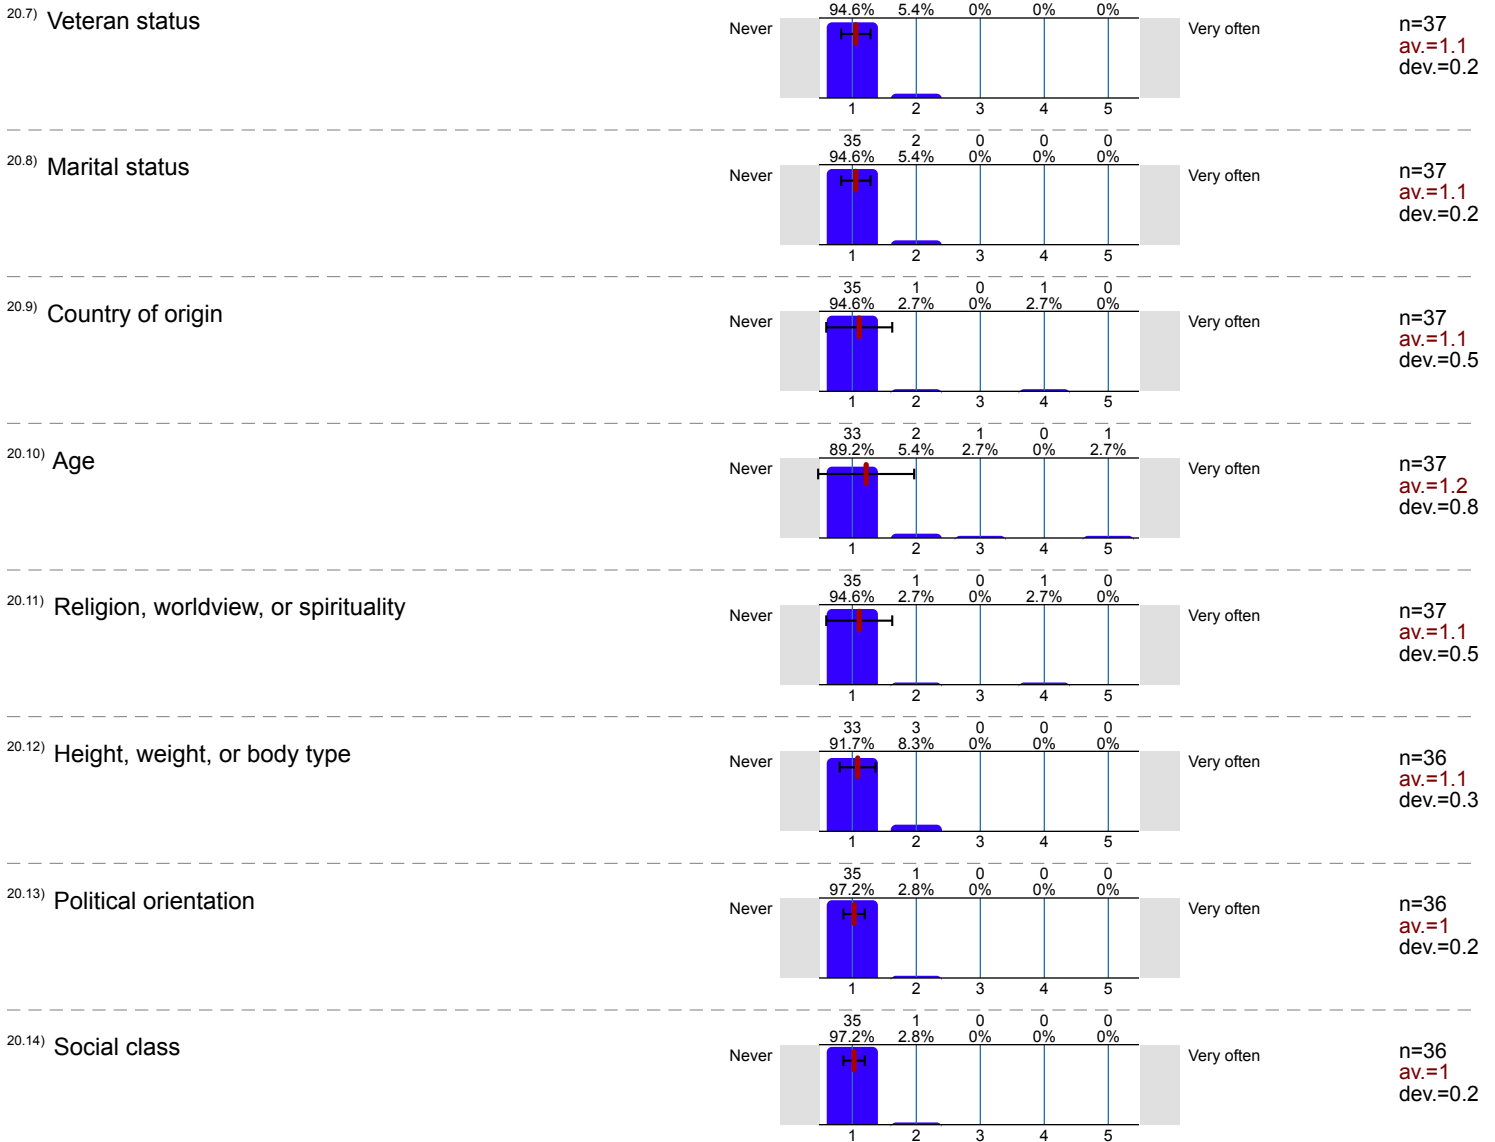 20.7) Veteran status
94.6% 5.4% 0% 0% 0%
Never Very often
n=37
av.=1.1
dev.=0.2
1 2 3 4 5
20.8) Marital status
35 2 0 0 0
94.6% 5.4% 0% 0% 0%
Never Very often
n=37
av.=1.1
dev.=0.2
1 2 3 4 5
20.9) Country of origin
35 1 0 1 0
94.6% 2.7% 0% 2.7% 0%
Never Very often
n=37
av.=1.1
dev.=0.5
1 2 3 4 5
20.10) Age
33 2 1 0 1
89.2% 5.4% 2.7% 0% 2.7%
Never Very often
n=37
av.=1.2
dev.=0.8
1 2 3 4 5
20.11) Religion, worldview, or spirituality
35 1 0 1 0
94.6% 2.7% 0% 2.7% 0%
Never Very often
n=37
av.=1.1
dev.=0.5
1 2 3 4 5
20.12) Height, weight, or body type
33 3 0 0 0
91.7% 8.3% 0% 0% 0%
Never Very often
n=36
av.=1.1
dev.=0.3
1 2 3 4 5
20.13) Political orientation
35 1 0 0 0
97.2% 2.8% 0% 0% 0%
Never Very often
n=36
av.=1
dev.=0.2
1 2 3 4 5
20.14) Social class
35 1 0 0 0
97.2% 2.8% 0% 0% 0%
Never Very often
n=36
av.=1
dev.=0.2
1 2 3 4 5